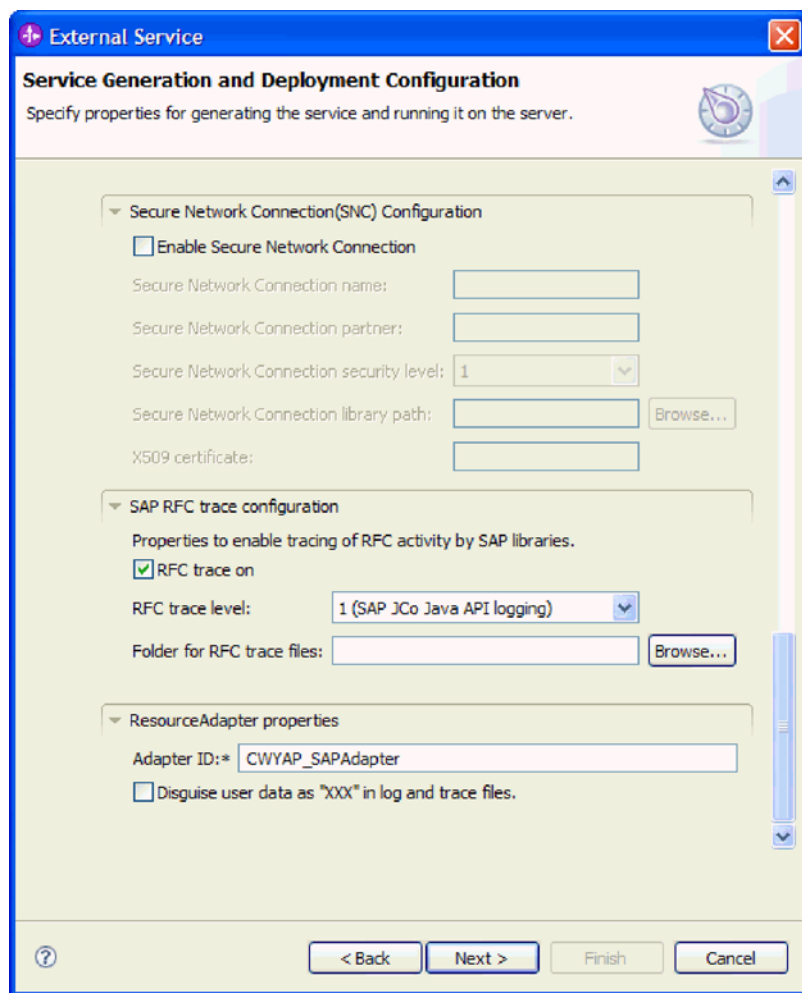 External Service
Service Generation and Deployment Configuration
Specify properties for generating the service and running it on the server.
Secure Network Connection(SNC) Configuration
Enable Secure Network Connection
Secure Network Connection name:
Secure Network Connection partner:
Secure Network Connection security level: 1
Secure Network Connection library path: Browse...
X509 certificate:
SAP RFC trace configuration
Properties to enable tracing of RFC activity by SAP libraries.
RFC trace on
RFC trace level: 1 (SAP JCo Java API logging)
Folder for RFC trace files: Browse...
ResourceAdapter properties
Adapter ID:* CWYAP_SAPAdapter
Disguise user data as "XXX" in log and trace files.
? < Back Next > Finish Cancel